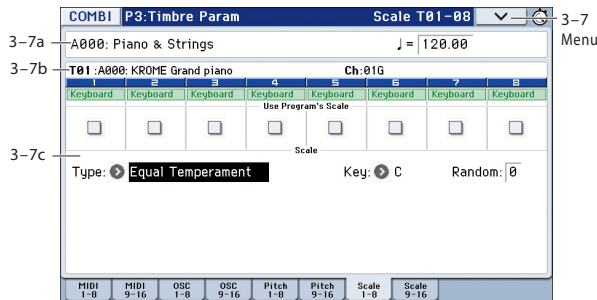 COMBI P3:Timbre Param Scale T01-08
3-7 Menu
3-7a
A000: Piano & Strings ♩= 120.00
3-7b
T01 :A000: KROME Grand piano Ch:01G
1 2 3 4 5 6 7 8
Keyboard Keyboard Keyboard Keyboard Keyboard Keyboard Keyboard Keyboard
Use Program's Scale
Scale
3-7c
Type: Equal Temperament Key: C Random: 0
MIDI 1-8 MIDI 9-16 OSC 1-8 OSC 9-16 Pitch 1-8 Pitch 9-16 Scale 1-8 Scale 9-16